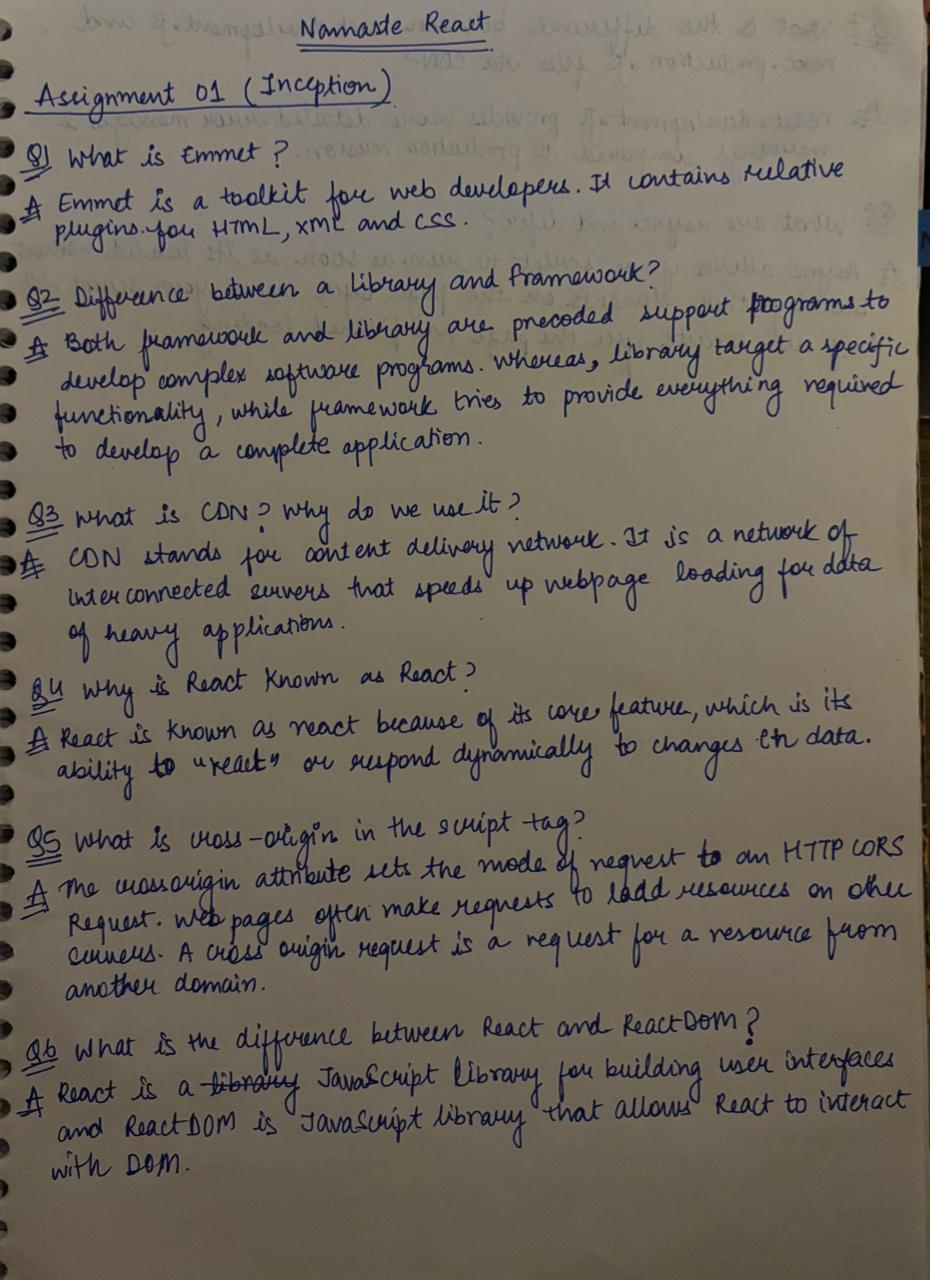 Namaste React
Assignment 01 (Inception)
Q1 What is Emmet?
A Emmet is a toolkit for web developers. It contains relative
plugins for HTML, XML and CSS.
Q2 Difference between a Library and Framework?
A Both framework and library are precoded support programs to
develop complex software programs. Whereas, library target a specific
functionality, while framework tries to provide everything required
to develop a complete application.
Q3 What is CDN? Why do we use it?
A CDN stands for content delivery network. It is a network of
interconnected servers that speeds up webpage loading for data
of heavy applications.
Q4 Why is React Known as React?
A React is known as react because of its core feature, which is its
ability to "react" or respond dynamically to changes in data.
Q5 What is cross-origin in the script tag?
A The crossorigin attribute sets the mode of request to an HTTP CORS
Request. Web pages often make requests to load resources on other
servers. A cross origin request is a request for a resource from
another domain.
Q6 What is the difference between React and ReactDOM?
A React is a library JavaScript library for building user interfaces
and ReactDOM is JavaScript library that allows React to interact
with DOM.